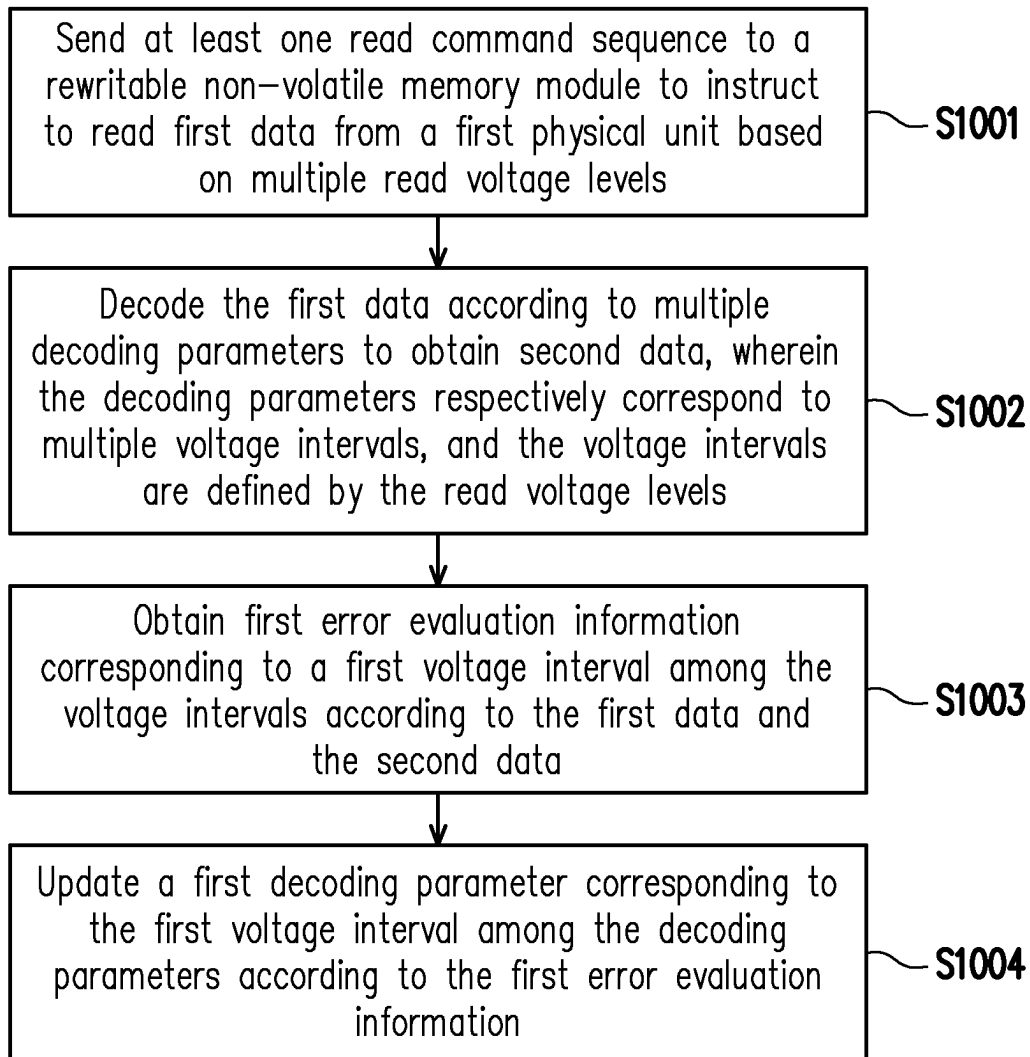 Send at least one read command sequence to a
rewritable non-volatile memory module to instruct
to read first data from a first physical unit based
on multiple read voltage levels
S1001
Decode the first data according to multiple
decoding parameters to obtain second data, wherein
the decoding parameters respectively correspond to
multiple voltage intervals, and the voltage intervals
are defined by the read voltage levels
S1002
Obtain first error evaluation information
corresponding to a first voltage interval among the
voltage intervals according to the first data and
the second data
S1003
Update a first decoding parameter corresponding to
the first voltage interval among the decoding
parameters according to the first error evaluation
information
S1004